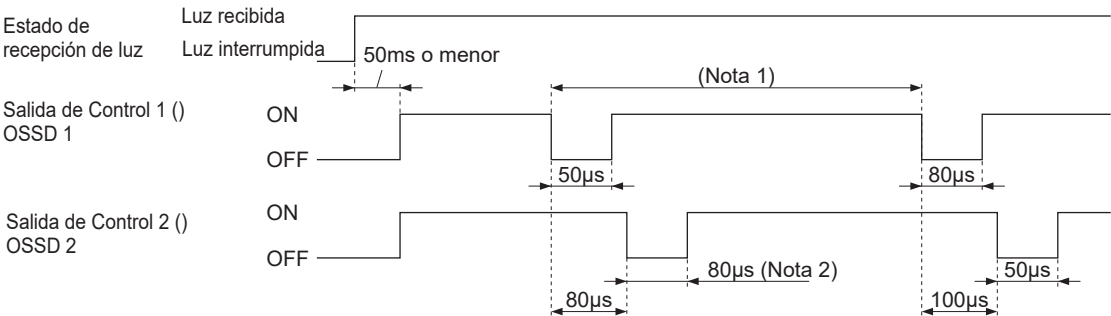 Luz recibida
Estado de
recepción de luz
Luz interrumpida
50ms o menor
(Nota 1)
Salida de Control 1 ()
OSSD 1
ON
OFF
50µs
80µs
Salida de Control 2 ()
OSSD 2
ON
OFF
80µs (Nota 2)
50µs
80µs
100µs